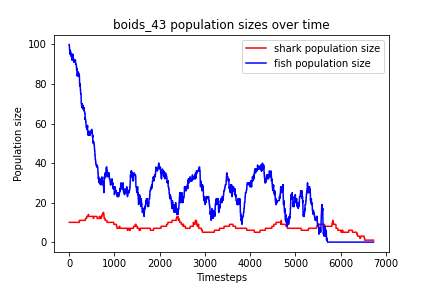 boids_43 population sizes over time
shark population size
fish population size
Population size
100
80
60
40
20
0
0 1000 2000 3000 4000 5000 6000 7000
Timesteps